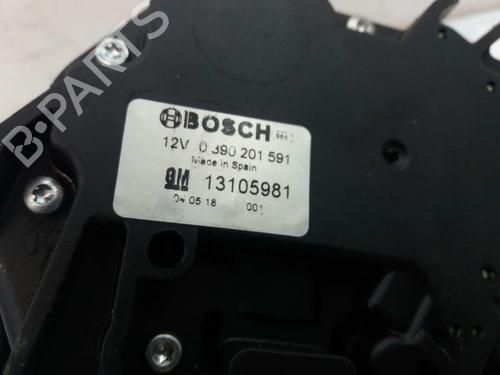 BOSCH
12V 0 390 201 591
Made in Spain
GM 13105981
04 05 18 001
B-PARTS